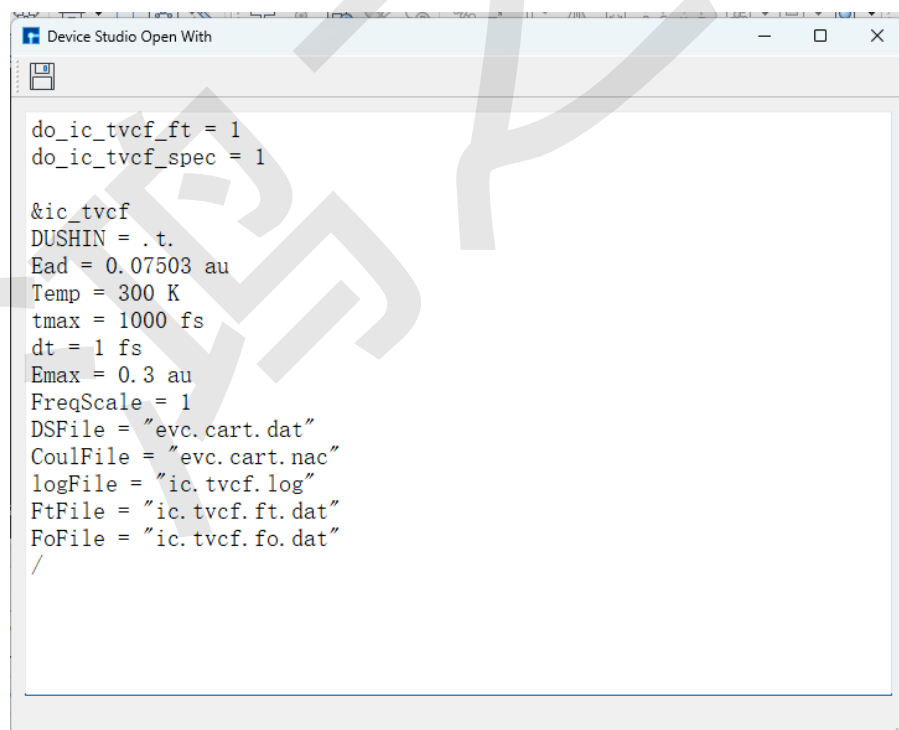 Device Studio Open With
do_ic_tvcf_ft = 1
do_ic_tvcf_spec = 1
&ic_tvcf
DUSHIN = .t.
Ead = 0.07503 au
Temp = 300 K
tmax = 1000 fs
dt = 1 fs
Emax = 0.3 au
FreqScale = 1
DSFile = "evc.cart.dat"
CoulFile = "evc.cart.nac"
logFile = "ic.tvcf.log"
FtFile = "ic.tvcf.ft.dat"
FoFile = "ic.tvcf.fo.dat"
/